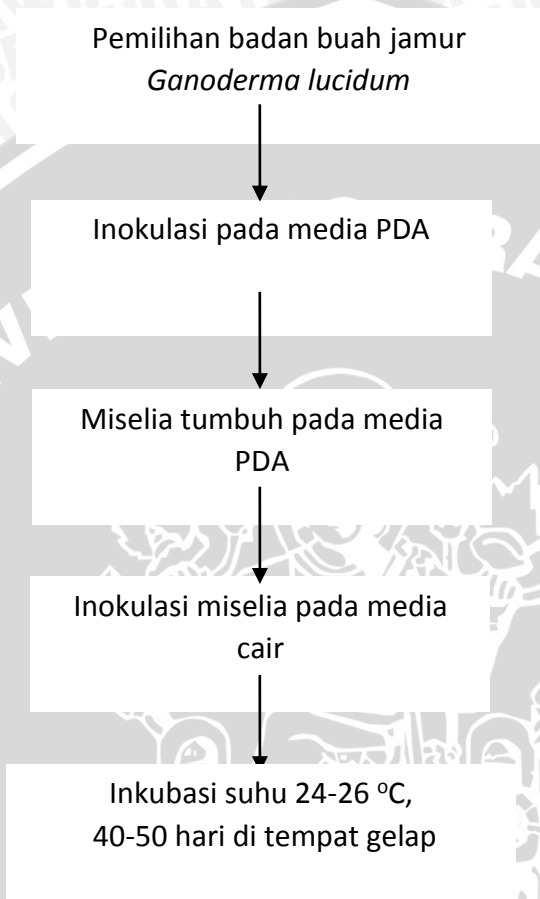 Pemilihan badan buah jamur
Ganoderma lucidum
Inokulasi pada media PDA
Miselia tumbuh pada media
PDA
Inokulasi miselia pada media
cair
Inkubasi suhu 24-26 °C,
40-50 hari di tempat gelap